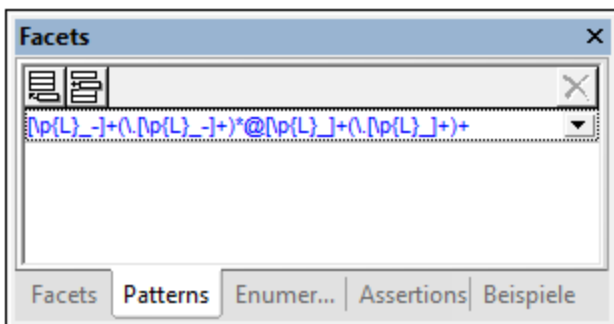 Facets
[\p{L}_-]+(\.[\p{L}_-]+)*@[\p{L}_]+(\.[\p{L}_]+)+
Facets Patterns Enumer... Assertions Beispiele